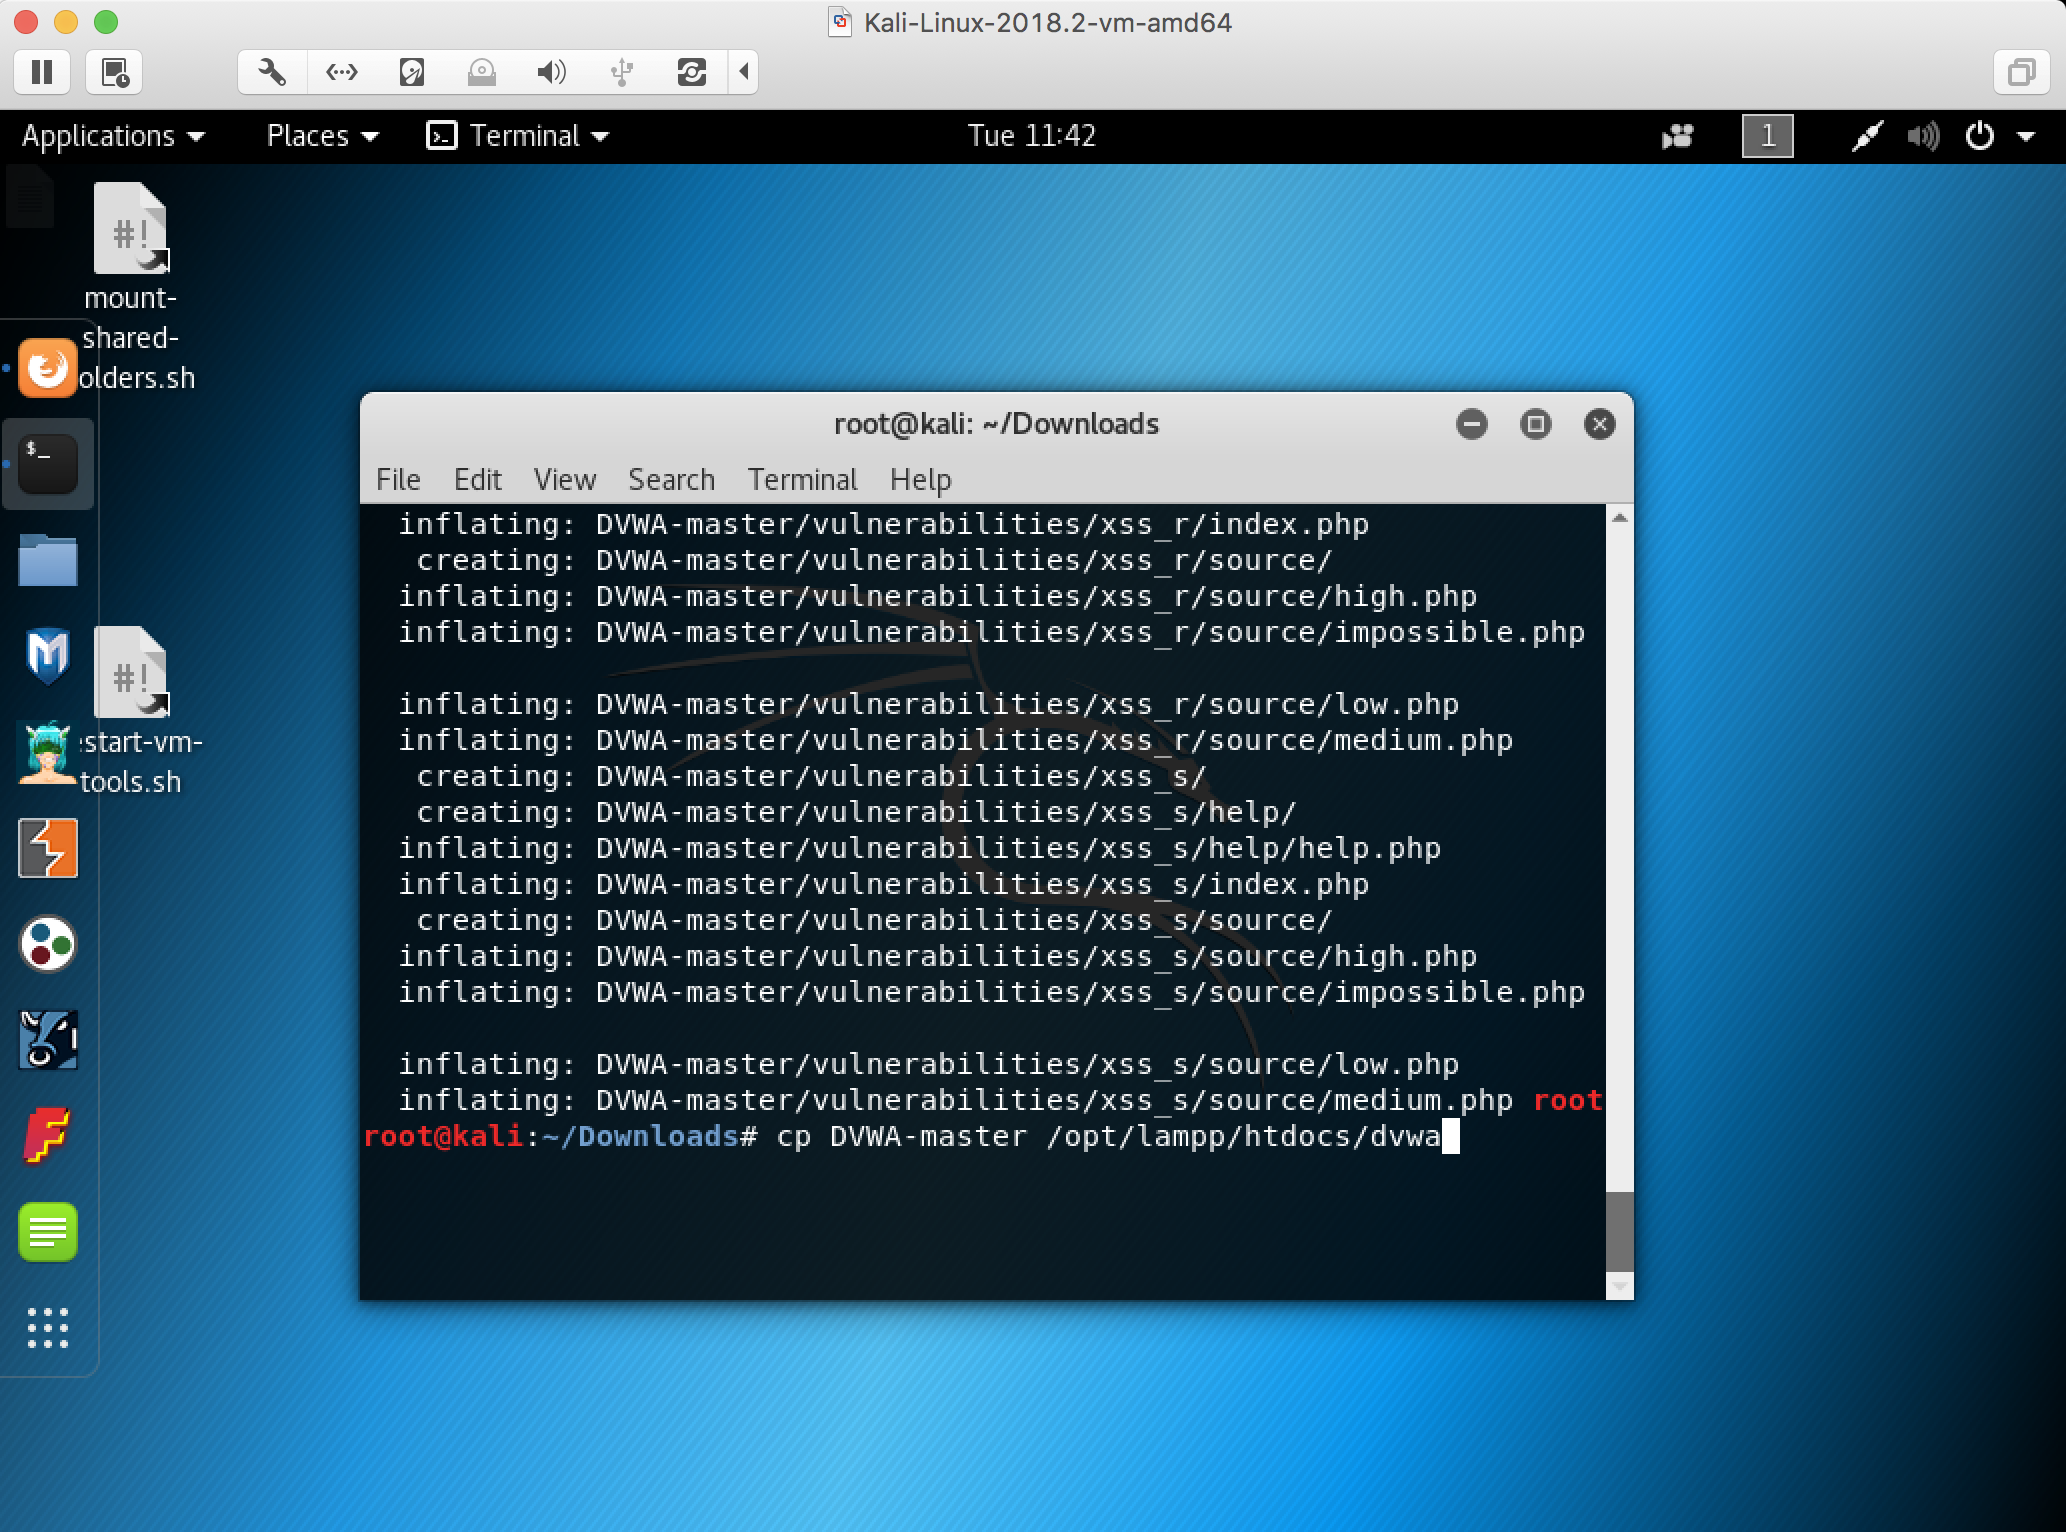 Kali-Linux-2018.2-vm-amd64
Applications Places Terminal Tue 11:42 1
#!
mount-
shared-
olders.sh
$_
#!
start-vm-
tools.sh
root@kali: ~/Downloads
File Edit View Search Terminal Help
inflating: DVWA-master/vulnerabilities/xss_r/index.php
creating: DVWA-master/vulnerabilities/xss_r/source/
inflating: DVWA-master/vulnerabilities/xss_r/source/high.php
inflating: DVWA-master/vulnerabilities/xss_r/source/impossible.php
inflating: DVWA-master/vulnerabilities/xss_r/source/low.php
inflating: DVWA-master/vulnerabilities/xss_r/source/medium.php
creating: DVWA-master/vulnerabilities/xss_s/
creating: DVWA-master/vulnerabilities/xss_s/help/
inflating: DVWA-master/vulnerabilities/xss_s/help/help.php
inflating: DVWA-master/vulnerabilities/xss_s/index.php
creating: DVWA-master/vulnerabilities/xss_s/source/
inflating: DVWA-master/vulnerabilities/xss_s/source/high.php
inflating: DVWA-master/vulnerabilities/xss_s/source/impossible.php
inflating: DVWA-master/vulnerabilities/xss_s/source/low.php
inflating: DVWA-master/vulnerabilities/xss_s/source/medium.php root
root@kali:~/Downloads# cp DVWA-master /opt/lampp/htdocs/dvwa